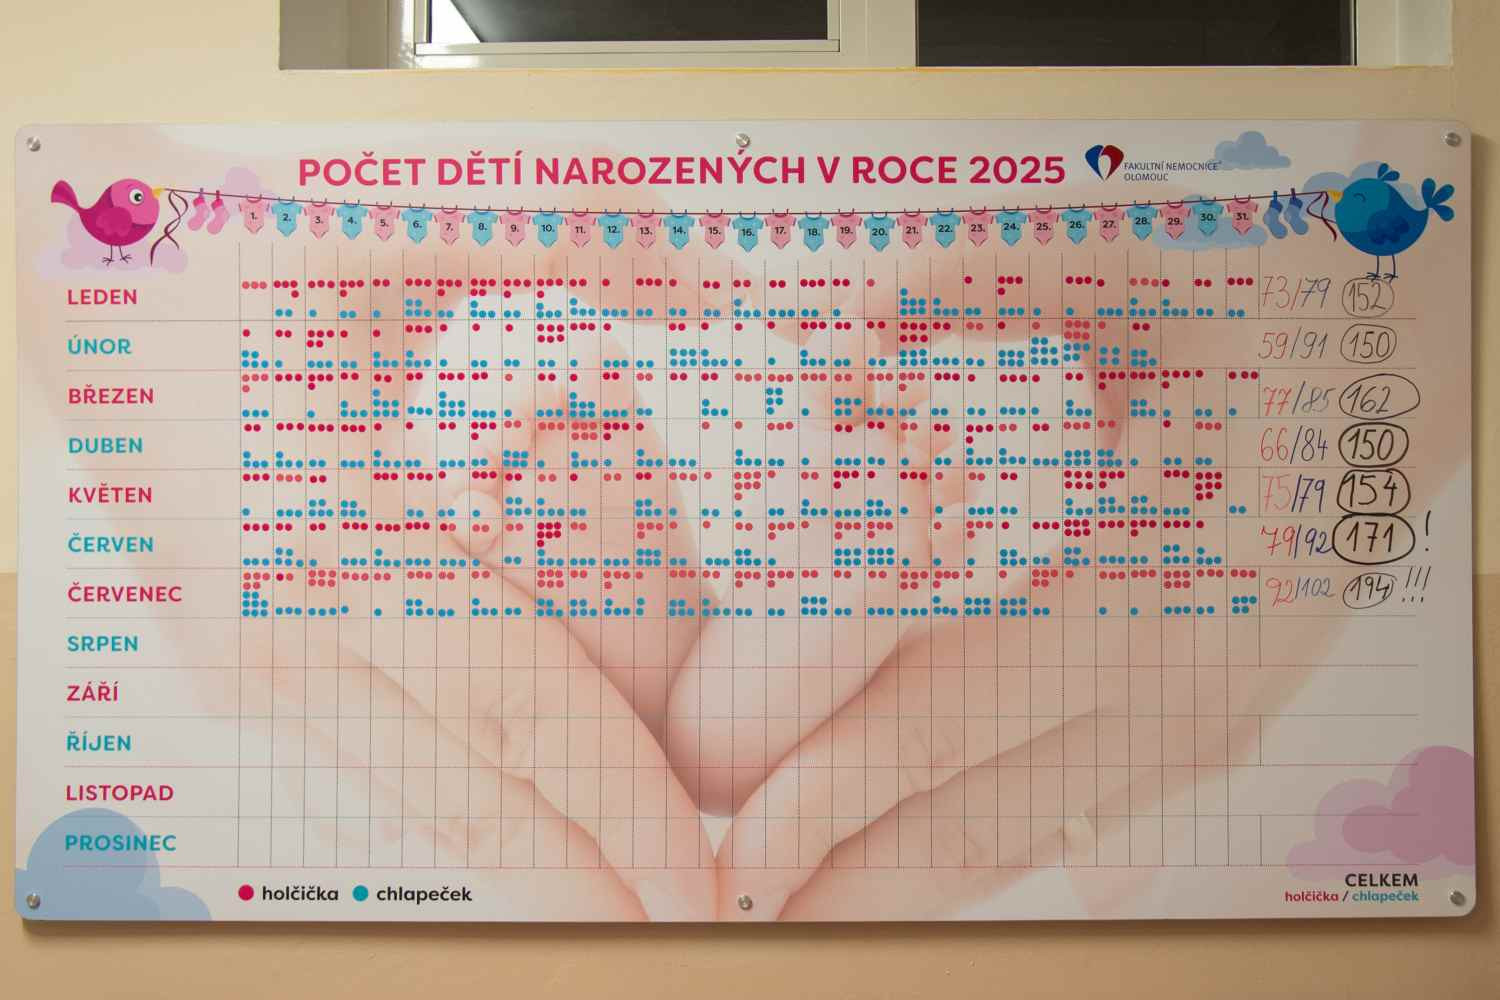 POČET DĚTÍ NAROZENÝCH V ROCE 2025
FAKULTNÍ NEMOCNICE
OLOMOUC
1. 2. 3. 4. 5. 6. 7. 8. 9. 10. 11. 12. 13. 14. 15. 16. 17. 18. 19. 20. 21. 22. 23. 24. 25. 26. 27. 28. 29. 30. 31.
LEDEN 73/79 152
ÚNOR 59/91 150
BŘEZEN 77/85 162
DUBEN 66/84 150
KVĚTEN 75/79 154
ČERVEN 79/92 171 !
ČERVENEC 92/102 194 !!!
SRPEN
ZÁŘÍ
ŘÍJEN
LISTOPAD
PROSINEC
holčička chlapeček
CELKEM
holčička / chlapeček